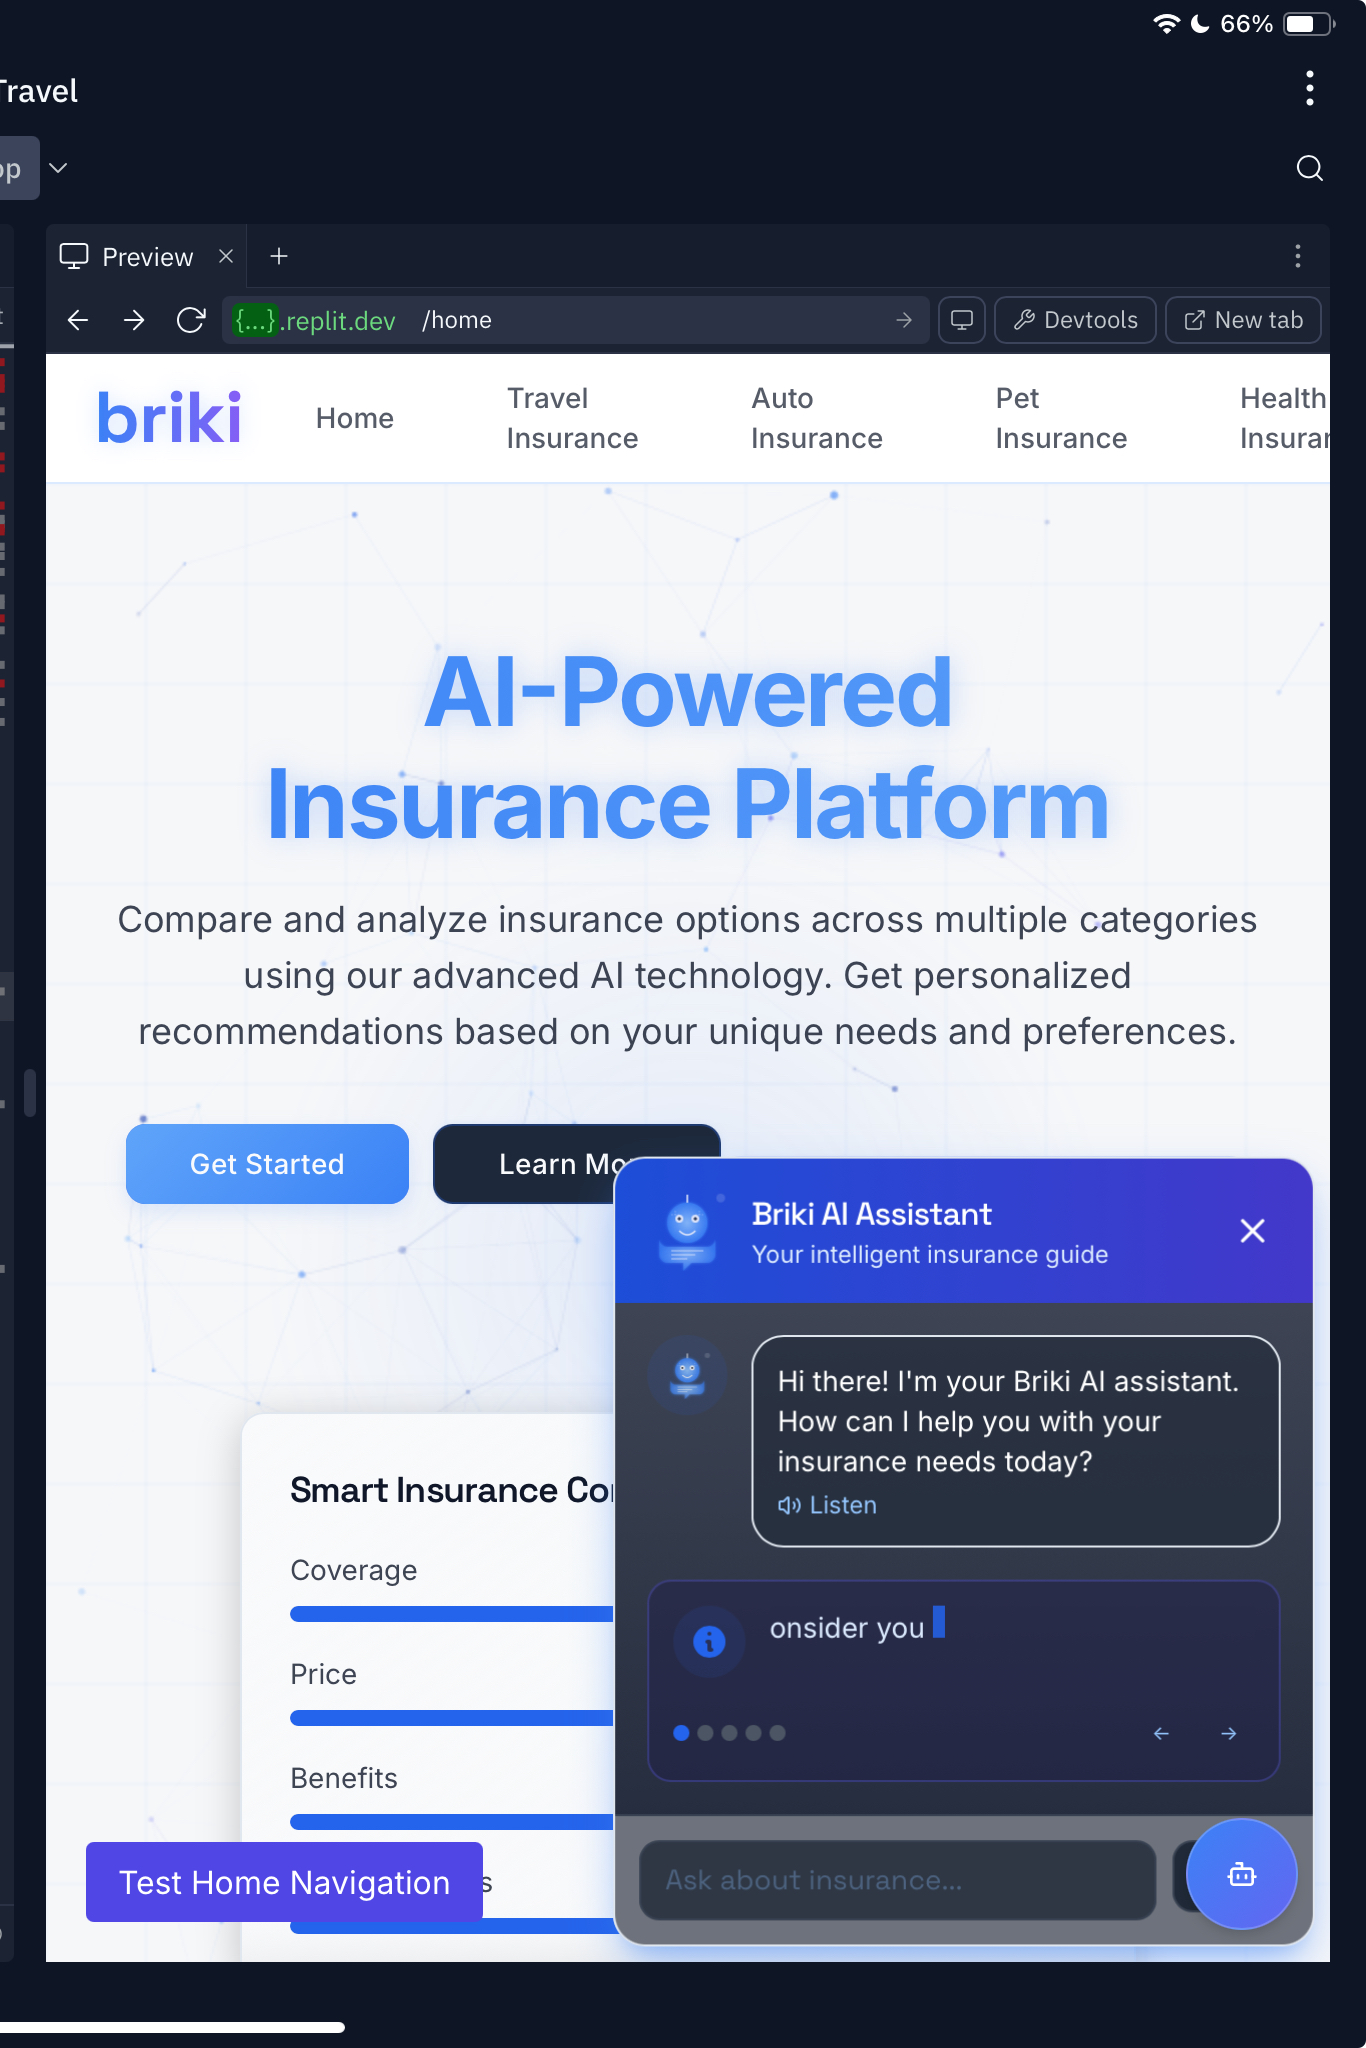 66%
Travel
Preview
{...}.replit.dev /home
Devtools
New tab
briki
Home
Travel Insurance
Auto Insurance
Pet Insurance
Health
AI-Powered
Insurance Platform
Compare and analyze insurance options across multiple categories
using our advanced AI technology. Get personalized
recommendations based on your unique needs and preferences.
Get Started
Learn
Briki AI Assistant
Your intelligent insurance guide
Hi there! I'm your Briki AI assistant.
How can I help you with your
insurance needs today?
Listen
onsider you
Smart Insurance
Coverage
Price
Benefits
Test Home Navigation
Ask about insurance...